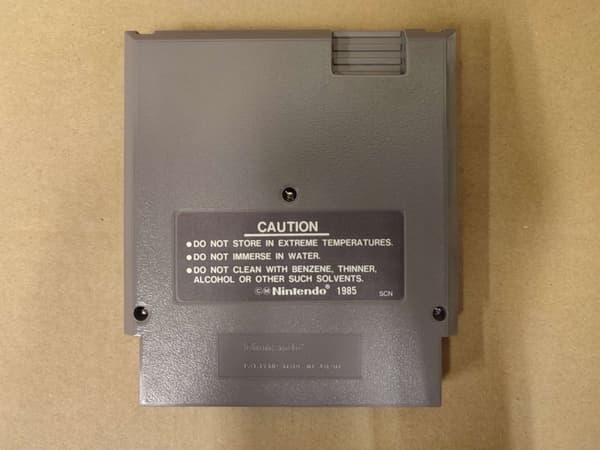 CAUTION
●DO NOT STORE IN EXTREME TEMPERATURES.
●DO NOT IMMERSE IN WATER.
●DO NOT CLEAN WITH BENZENE, THINNER,
ALCOHOL OR OTHER SUCH SOLVENTS.
©Ⓜ Nintendo® 1985
SCN
Nintendo®